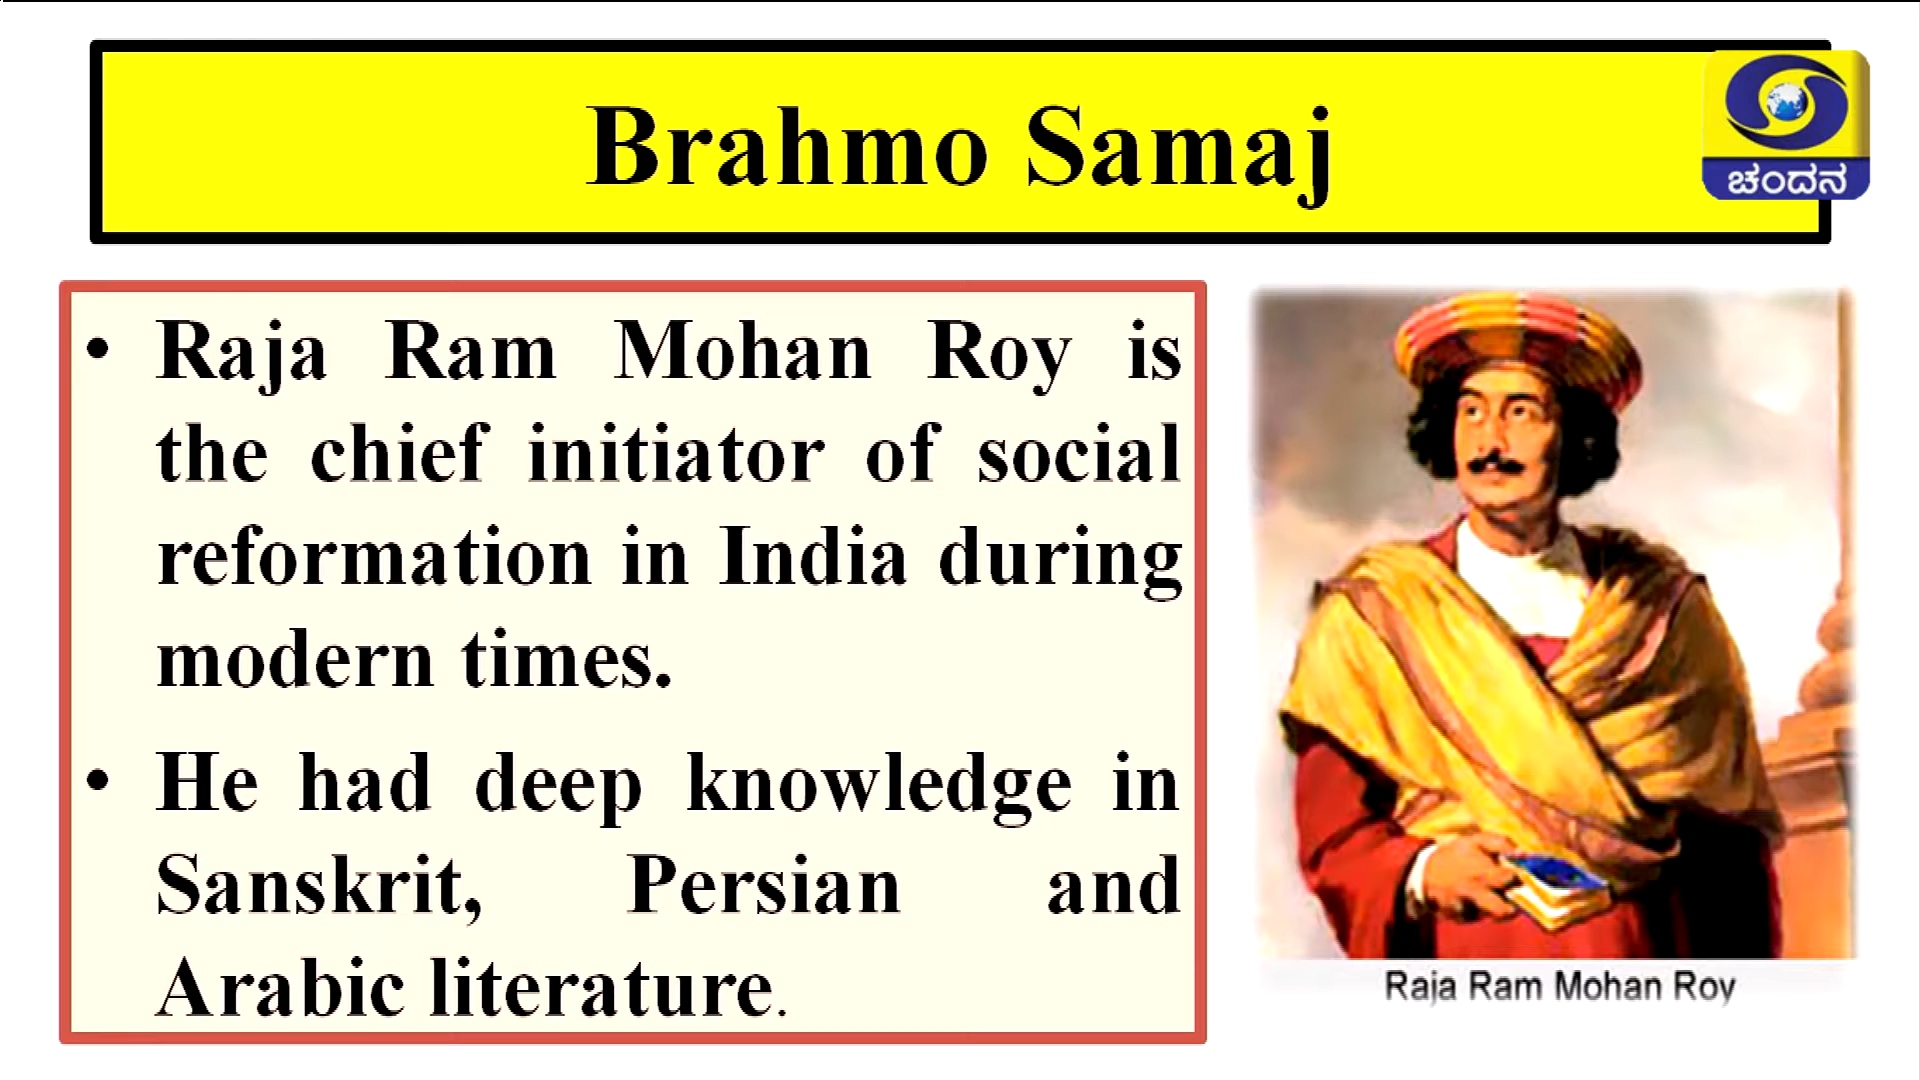 Brahmo Samaj
ಚಂದನ
• Raja Ram Mohan Roy is
the chief initiator of social
reformation in India during
modern times.
• He had deep knowledge in
Sanskrit, Persian and
Arabic literature.
Raja Ram Mohan Roy